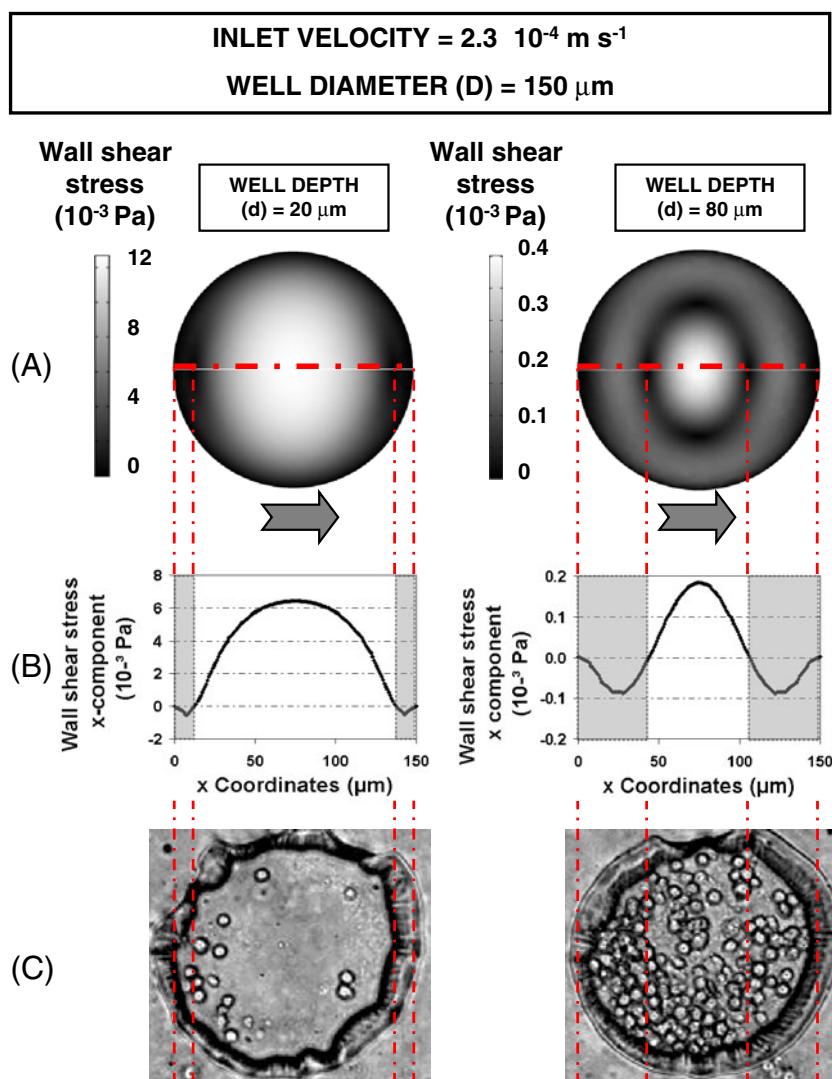 INLET VELOCITY = 2.3 10⁻⁴ m s⁻¹
WELL DIAMETER (D) = 150 μm
Wall shear
stress
(10⁻³ Pa)
WELL DEPTH
(d) = 20 μm
Wall shear
stress
(10⁻³ Pa)
WELL DEPTH
(d) = 80 μm
(A)
12
8
4
0
0.4
0.3
0.2
0.1
0
(B)
Wall shear stress
x-component
(10⁻³ Pa)
8
6
4
2
0
-2
0
50
100
150
x Coordinates (μm)
Wall shear stress
x component
(10⁻³ Pa)
0.2
0.1
0.0
-0.1
-0.2
0
50
100
150
x Coordinates (μm)
(C)